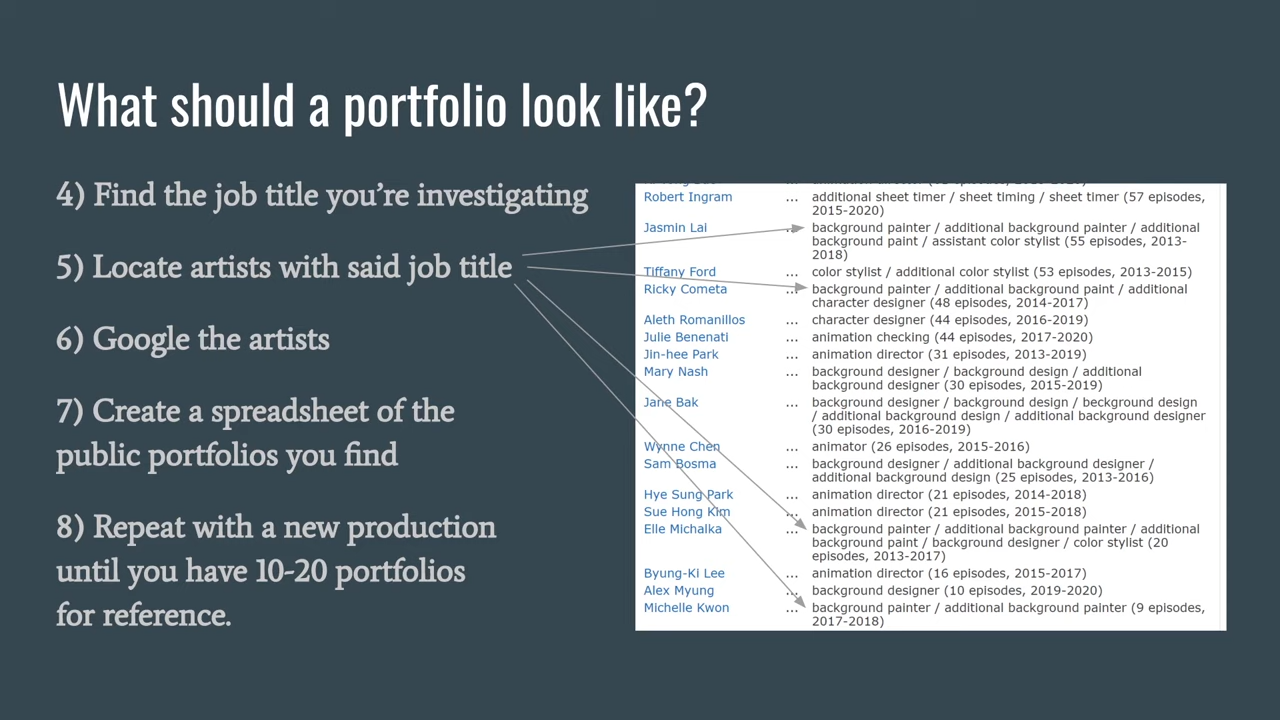 What should a portfolio look like?
4) Find the job title you’re investigating
5) Locate artists with said job title
6) Google the artists
7) Create a spreadsheet of the
public portfolios you find
8) Repeat with a new production
until you have 10-20 portfolios
for reference.
Robert Ingram ... additional sheet timer / sheet timing / sheet timer (57 episodes,
2015-2020)
Jasmin Lai ... background painter / additional background painter / additional
background paint / assistant color stylist (55 episodes, 2013-
2018)
Tiffany Ford ... color stylist / additional color stylist (53 episodes, 2013-2015)
Ricky Cometa ... background painter / additional background paint / additional
character designer (48 episodes, 2014-2017)
Aleth Romanillos ... character designer (44 episodes, 2016-2019)
Julie Benenati ... animation checking (44 episodes, 2017-2020)
Jin-hee Park ... animation director (31 episodes, 2013-2019)
Mary Nash ... background designer / background design / additional
background designer (30 episodes, 2015-2019)
Jane Bak ... background designer / background design / beckground design
/ additional background design / additional background designer
(30 episodes, 2016-2019)
Wynne Chen ... animator (26 episodes, 2015-2016)
Sam Bosma ... background designer / additional background designer /
additional background design (25 episodes, 2013-2016)
Hye Sung Park ... animation director (21 episodes, 2014-2018)
Sue Hong Kim ... animation director (21 episodes, 2015-2018)
Elle Michalka ... background painter / additional background painter / additional
background paint / background designer / color stylist (20
episodes, 2013-2017)
Byung-Ki Lee ... animation director (16 episodes, 2015-2017)
Alex Myung ... background designer (10 episodes, 2019-2020)
Michelle Kwon ... background painter / additional background painter (9 episodes,
2017-2018)